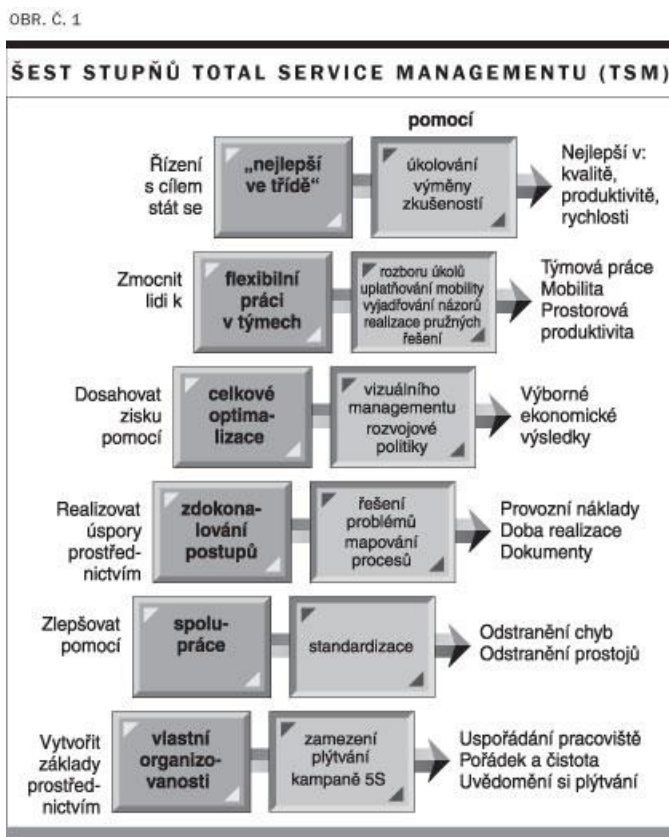 OBR. Č. 1
ŠEST STUPŇŮ TOTAL SERVICE MANAGEMENTU (TSM)
pomocí
Řízení
s cílem
stát se
„nejlepší
ve třídě“
úkolování
výměny
zkušeností
Nejlepší v:
kvalitě,
produktivitě,
rychlosti
Zmocnit
lidi k
flexibilní
práci
v týmech
rozboru úkolů
uplatňování mobility
vyjadřování názorů
realizace pružných
řešení
Týmová práce
Mobilita
Prostorová
produktivita
Dosahovat
zisku
pomocí
celkové
optima-
lizace
vizuálního
managementu
rozvojové
politiky
Výborné
ekonomické
výsledky
Realizovat
úspory
prostřed-
nictvím
zdokona-
lování
postupů
řešení
problémů
mapování
procesů
Provozní náklady
Doba realizace
Dokumenty
Zlepšovat
pomocí
spolu-
práce
standardizace
Odstranění chyb
Odstranění prostojů
Vytvořit
základy
prostřed-
nictvím
vlastní
organizo-
vanosti
zamezení
plýtvání
kampaně 5S
Uspořádání pracoviště
Pořádek a čistota
Uvědomění si plýtvání